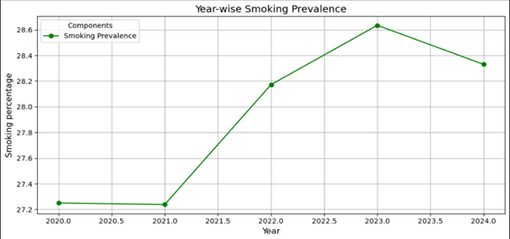 Year-wise Smoking Prevalence
Components
Smoking Prevalence
Smoking percentage
28.6
28.4
28.2
28.0
27.8
27.6
27.4
27.2
2020.0 2020.5 2021.0 2021.5 2022.0 2022.5 2023.0 2023.5 2024.0
Year